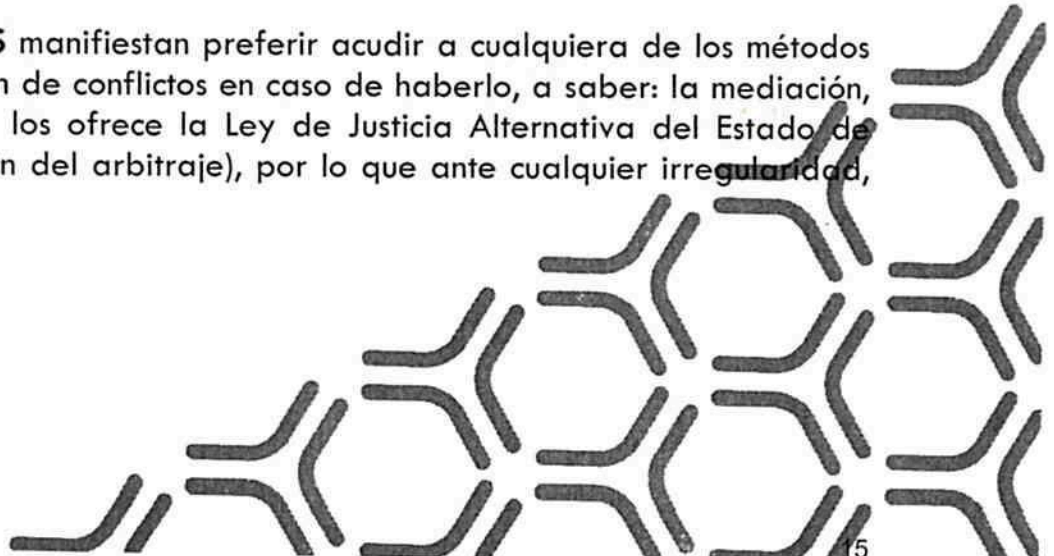 S manifiestan preferir acudir a cualquiera de los métodos
n de conflictos en caso de haberlo, a saber: la mediación,
los ofrece la Ley de Justicia Alternativa del Estado de
n del arbitraje), por lo que ante cualquier irregularidad,
15